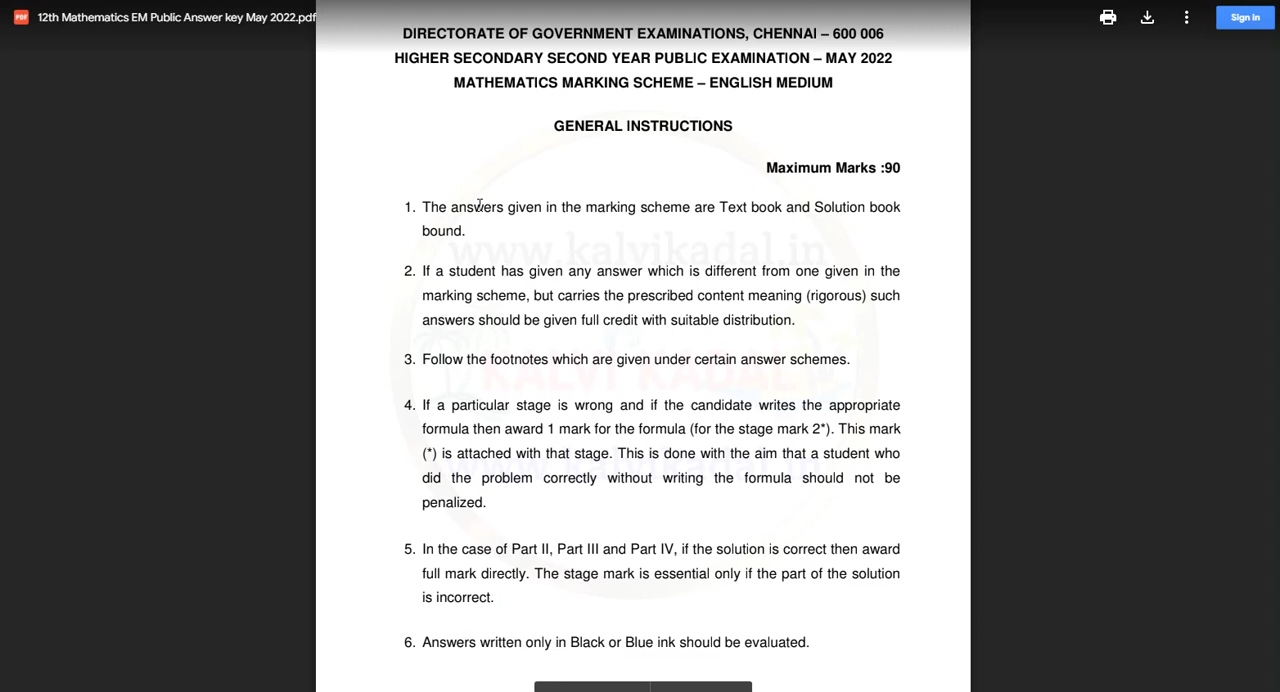 PDF 12th Mathematics EM Public Answer key May 2022.pdf
Sign in
DIRECTORATE OF GOVERNMENT EXAMINATIONS, CHENNAI – 600 006
HIGHER SECONDARY SECOND YEAR PUBLIC EXAMINATION – MAY 2022
MATHEMATICS MARKING SCHEME – ENGLISH MEDIUM
GENERAL INSTRUCTIONS
Maximum Marks :90
1. The answers given in the marking scheme are Text book and Solution book
bound.
www.kalvikadal.in
2. If a student has given any answer which is different from one given in the
marking scheme, but carries the prescribed content meaning (rigorous) such
answers should be given full credit with suitable distribution.
3. Follow the footnotes which are given under certain answer schemes.
KALVI KADAL
4. If a particular stage is wrong and if the candidate writes the appropriate
formula then award 1 mark for the formula (for the stage mark 2*). This mark
(*) is attached with that stage. This is done with the aim that a student who
www.kalvikadal.in
did the problem correctly without writing the formula should not be
penalized.
5. In the case of Part II, Part III and Part IV, if the solution is correct then award
full mark directly. The stage mark is essential only if the part of the solution
is incorrect.
6. Answers written only in Black or Blue ink should be evaluated.